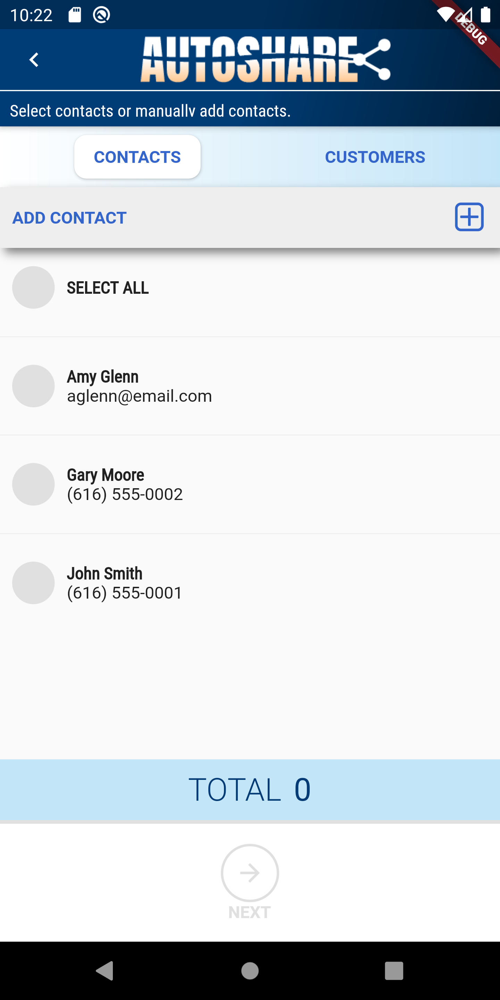 10:22
DEBUG
AUTOSHARE
Select contacts or manually add contacts.
CONTACTS
CUSTOMERS
ADD CONTACT
SELECT ALL
Amy Glenn
aglenn@email.com
Gary Moore
(616) 555-0002
John Smith
(616) 555-0001
TOTAL 0
NEXT